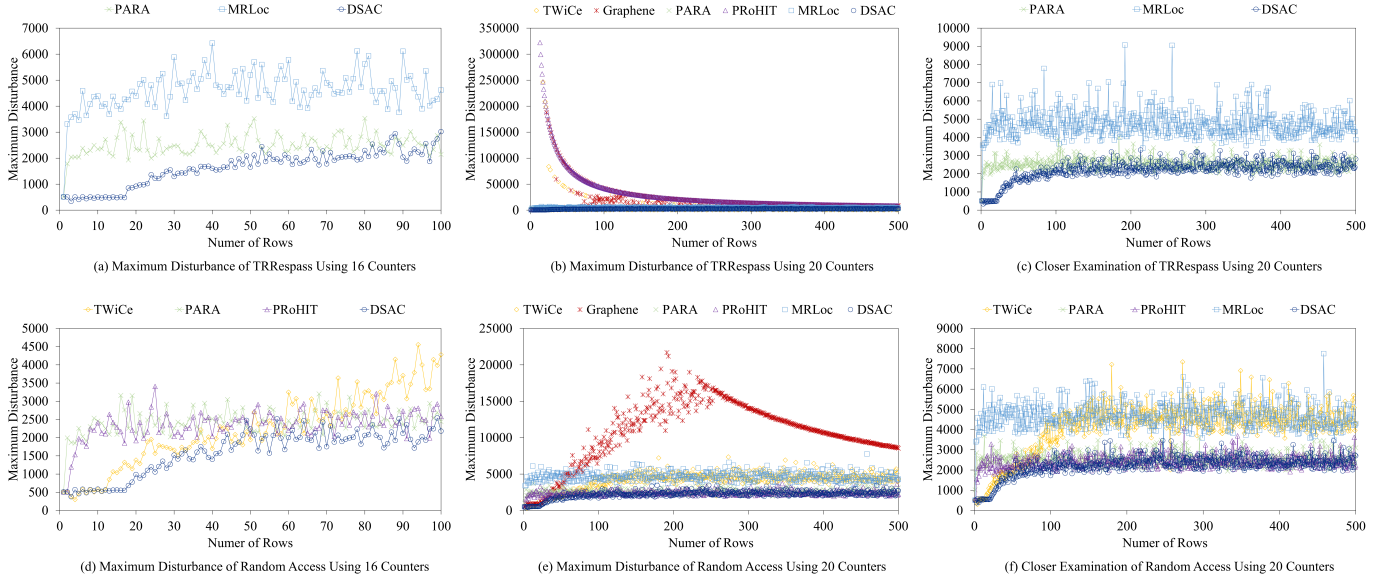 PARA MRLoc DSAC
7000
6000
5000
4000
3000
2000
1000
0
Maximum Disturbance
0 10 20 30 40 50 60 70 80 90 100
Numer of Rows
(a) Maximum Disturbance of TRRespass Using 16 Counters
TWiCe Graphene PARA PRoHIT MRLoc DSAC
350000
300000
250000
200000
150000
100000
50000
0
Maximum Disturbance
0 100 200 300 400 500
Numer of Rows
(b) Maximum Disturbance of TRRespass Using 20 Counters
PARA MRLoc DSAC
10000
9000
8000
7000
6000
5000
4000
3000
2000
1000
0
Maximum Disturbance
0 100 200 300 400 500
Numer of Rows
(c) Closer Examination of TRRespass Using 20 Counters
TWiCe PARA PRoHIT DSAC
5000
4500
4000
3500
3000
2500
2000
1500
1000
500
0
Maximum Disturbance
0 10 20 30 40 50 60 70 80 90 100
Numer of Rows
(d) Maximum Disturbance of Random Access Using 16 Counters
TWiCe Graphene PARA PRoHIT MRLoc DSAC
25000
20000
15000
10000
5000
0
Maximum Disturbance
0 100 200 300 400 500
Numer of Rows
(e) Maximum Disturbance of Random Access Using 20 Counters
TWiCe PARA PRoHIT MRLoc DSAC
9000
8000
7000
6000
5000
4000
3000
2000
1000
0
Maximum Disturbance
0 100 200 300 400 500
Numer of Rows
(f) Closer Examination of Random Access Using 20 Counters